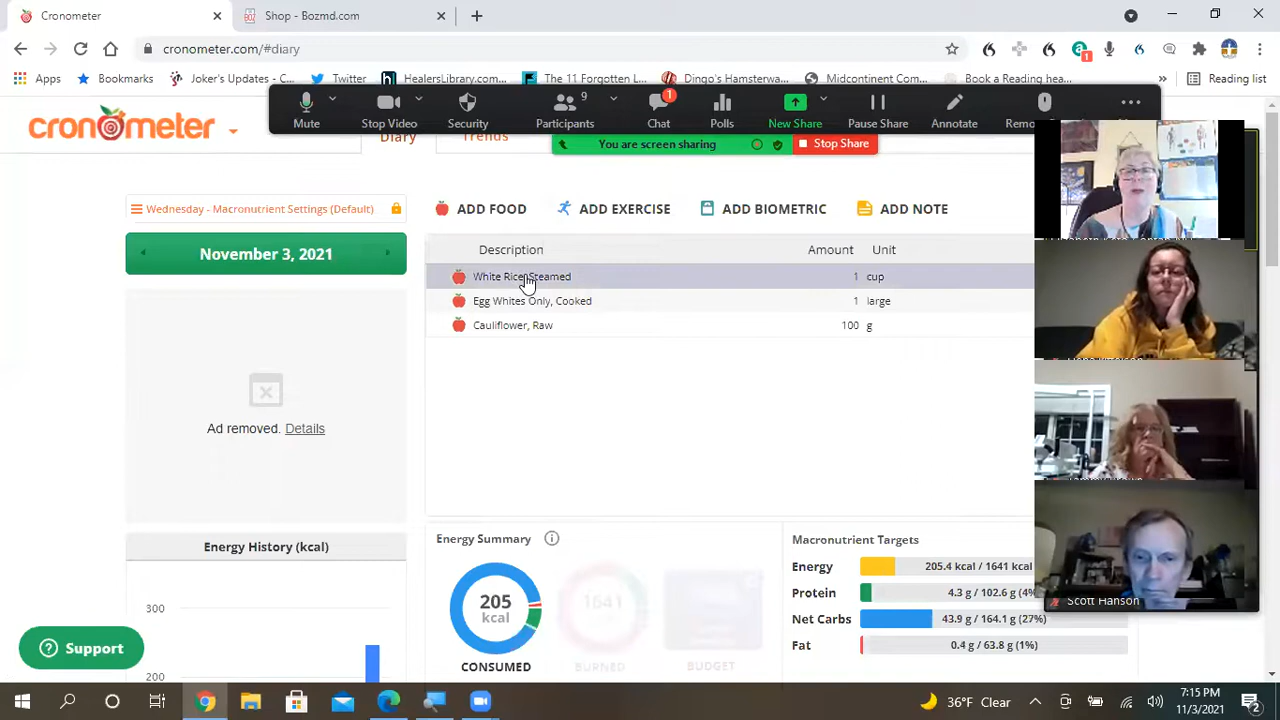 Cronometer
Shop - Bozmd.com
cronometer.com/#diary
1
Apps
Bookmarks
Joker's Updates - C...
Twitter
HealersLibrary.com...
The 11 Forgotten L...
Dingo's Hamsterwa...
Midcontinent Com...
Book a Reading hea...
»
Reading list
Mute
Stop Video
Security
9
Participants
1
Chat
Polls
New Share
Pause Share
Annotate
Remo
cronometer
Diary
Trends
You are screen sharing
Stop Share
Wednesday - Macronutrient Settings (Default)
ADD FOOD
ADD EXERCISE
ADD BIOMETRIC
ADD NOTE
November 3, 2021
Description Amount Unit
White Rice, Steamed 1 cup
Egg Whites Only, Cooked 1 large
Cauliflower, Raw 100 g
Ad removed. Details
Energy History (kcal)
300
200
Energy Summary
205
kcal
CONSUMED
1641
BURNED
BUDGET
Macronutrient Targets
Energy 205.4 kcal / 1641 kcal
Protein 4.3 g / 102.6 g (4%
Net Carbs 43.9 g / 164.1 g (27%)
Fat 0.4 g / 63.8 g (1%)
Scott Hanson
Support
36°F Clear
7:15 PM
11/3/2021
2